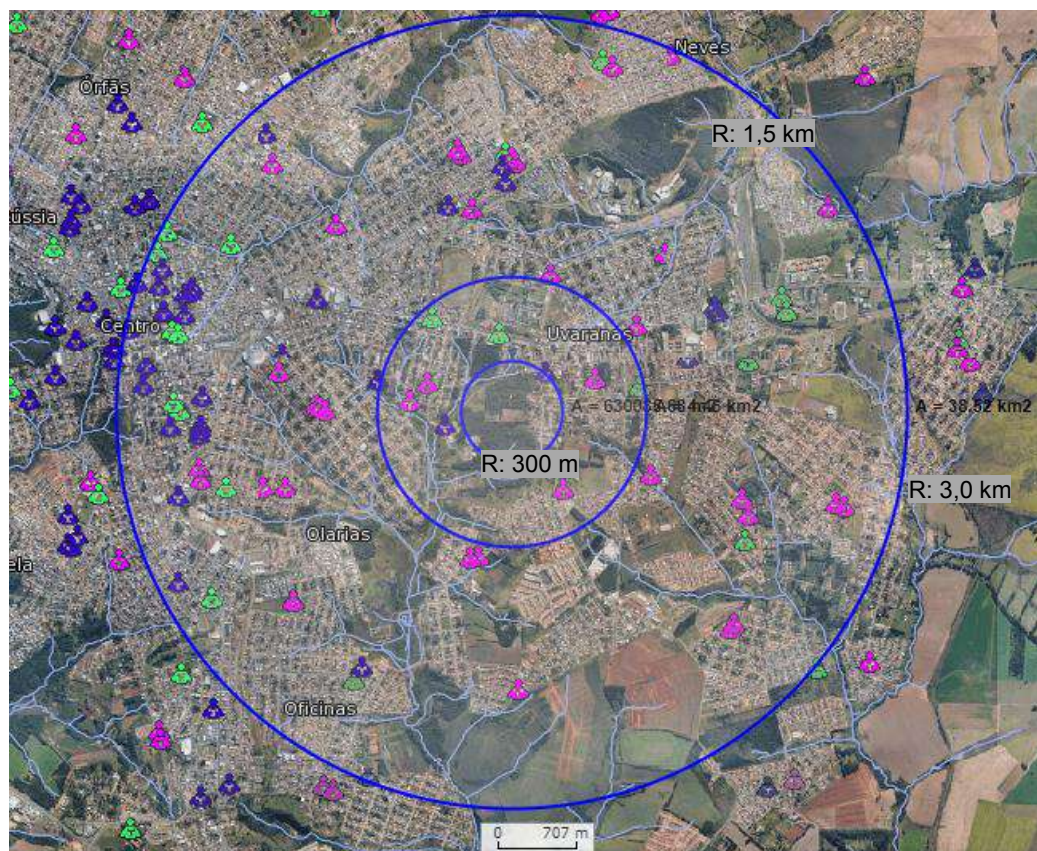 Neves
Órfãs
R: 1,5 km
ússia
Centro
Uvaranas
A = 38.52 km2
R: 300 m
R: 3,0 km
Olarias
ela
Oficinas
0 707 m